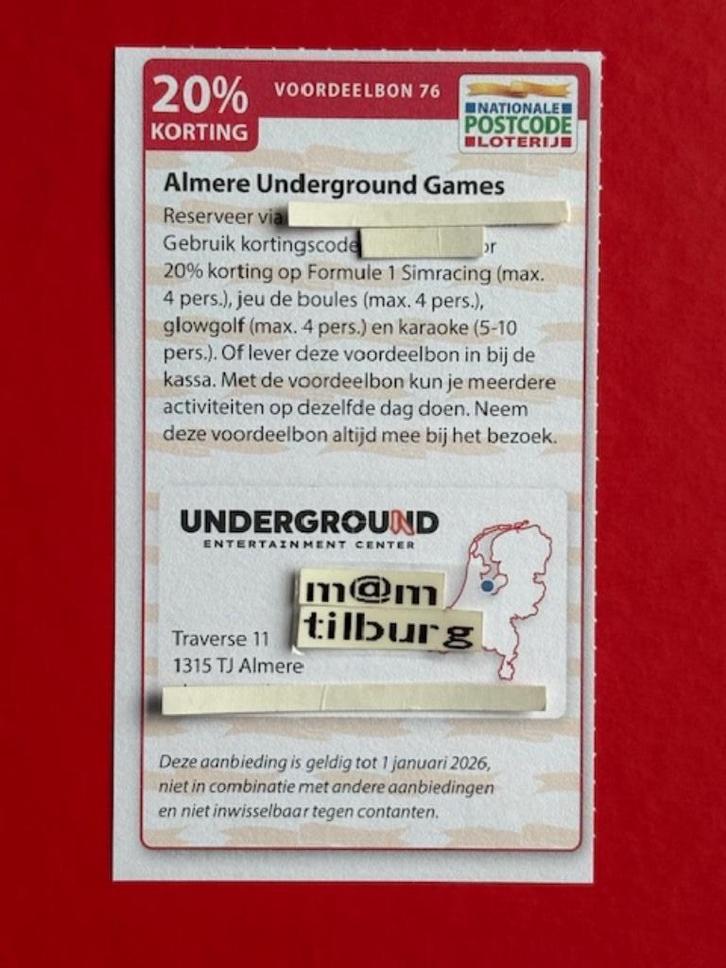 20%
KORTING
VOORDEELBON 76
NATIONALE
POSTCODE
LOTERIJ
Almere Underground Games
Reserveer via
Gebruik kortingscode
20% korting op Formule 1 Simracing (max.
4 pers.), jeu de boules (max. 4 pers.),
glowgolf (max. 4 pers.) en karaoke (5-10
pers.). Of lever deze voordeelbon in bij de
kassa. Met de voordeelbon kun je meerdere
activiteiten op dezelfde dag doen. Neem
deze voordeelbon altijd mee bij het bezoek.
UNDERGROUND
ENTERTAINMENT CENTER
m@m
tilburg
Traverse 11
1315 TJ Almere
Deze aanbieding is geldig tot 1 januari 2026,
niet in combinatie met andere aanbiedingen
en niet inwisselbaar tegen contanten.